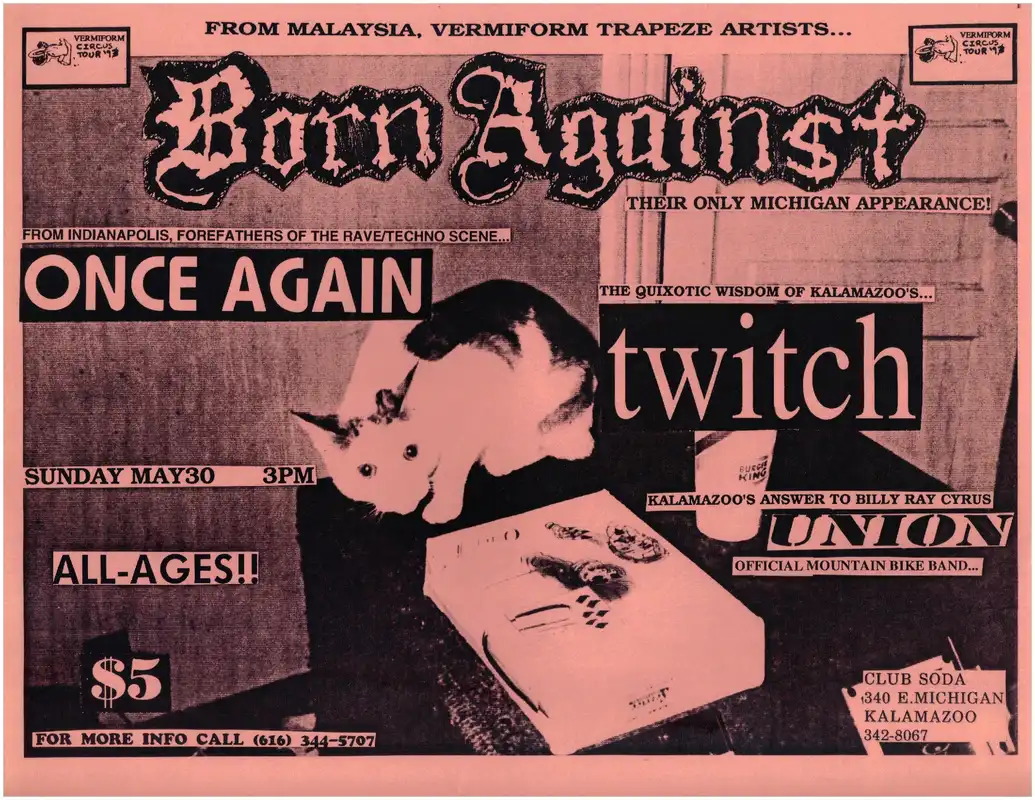 FROM MALAYSIA, VERMIFORM TRAPEZE ARTISTS...
VERMIFORM
CIRCUS
TOUR '93
VERMIFORM
CIRCUS
TOUR '93
Born Again$t
THEIR ONLY MICHIGAN APPEARANCE!
FROM INDIANAPOLIS, FOREFATHERS OF THE RAVE/TECHNO SCENE...
ONCE AGAIN
THE QUIXOTIC WISDOM OF KALAMAZOO'S...
twitch
BURGER
KING
SUNDAY MAY30 3PM
KALAMAZOO'S ANSWER TO BILLY RAY CYRUS
UNION
OFFICIAL MOUNTAIN BIKE BAND...
ALL-AGES!!
$5
CLUB SODA
340 E.MICHIGAN
KALAMAZOO
342-8067
FOR MORE INFO CALL (616) 344-5707